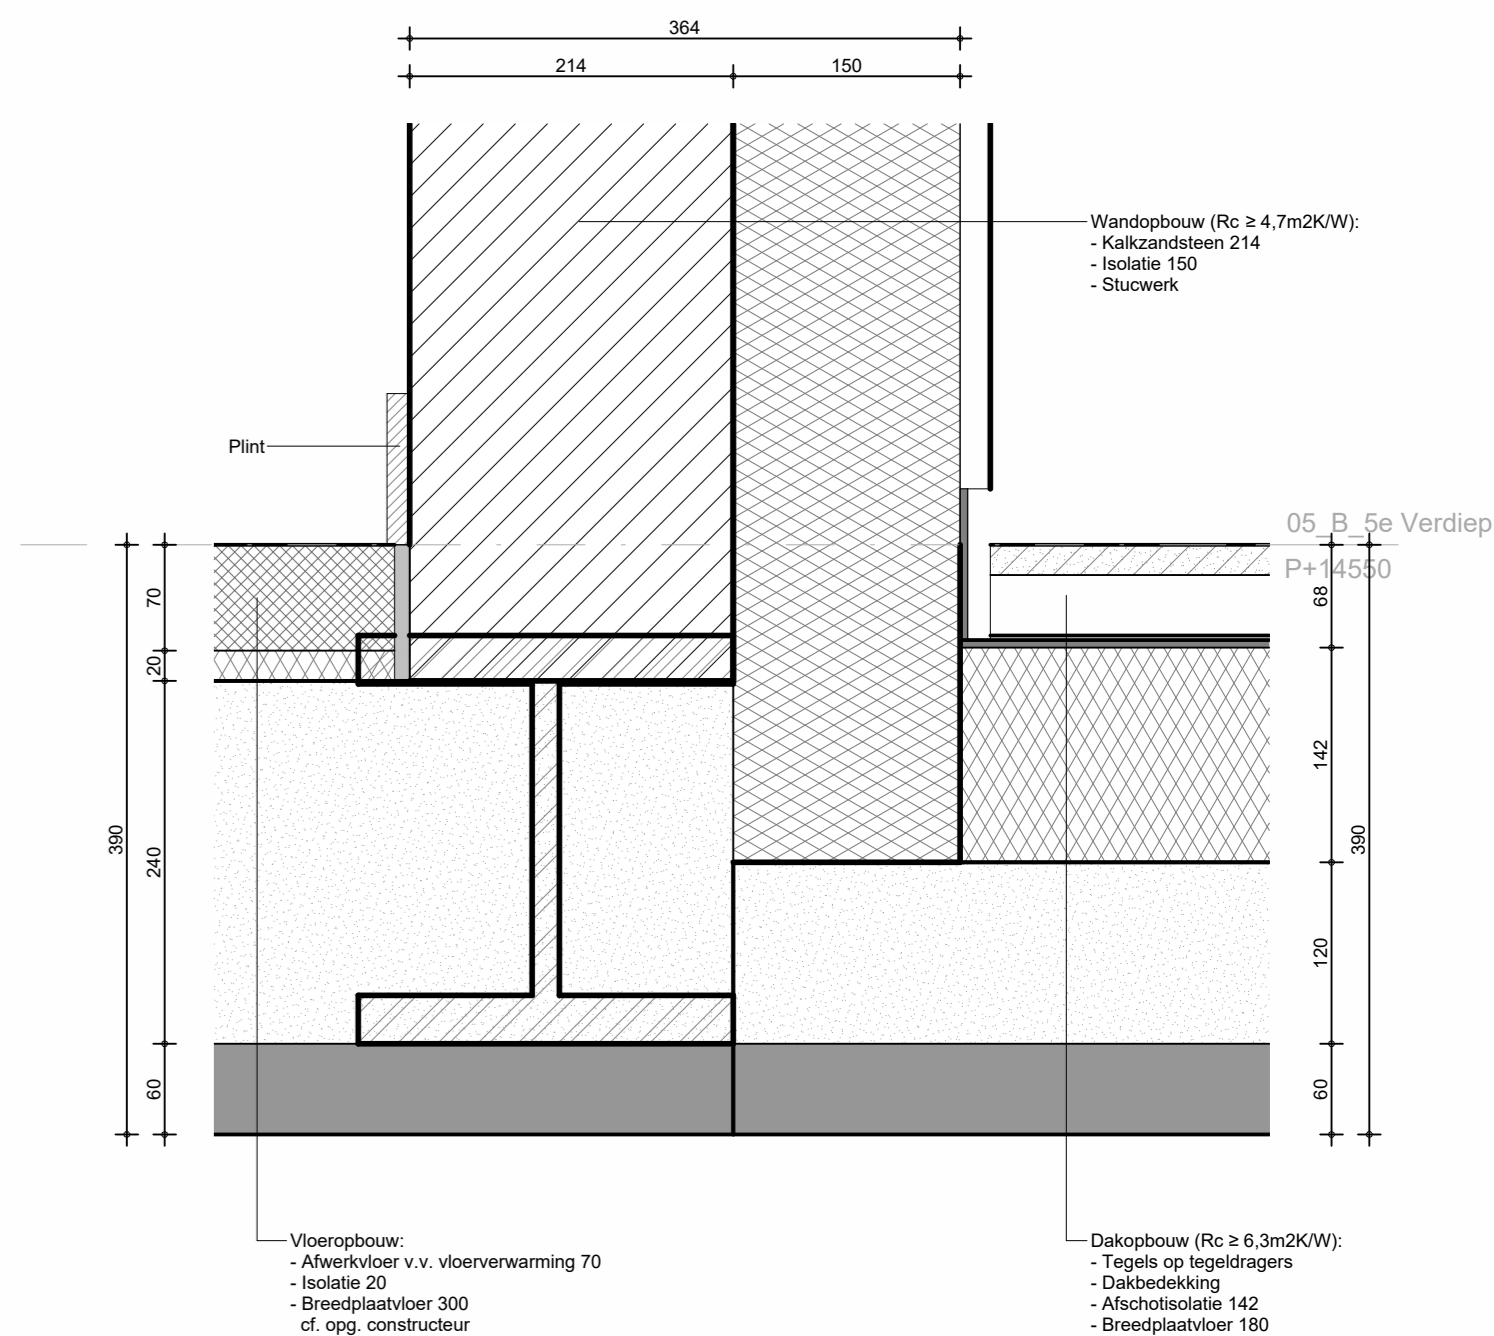 364
214
150
Wandopbouw (Rc ≥ 4,7m2K/W):
- Kalkzandsteen 214
- Isolatie 150
- Stucwerk
Plint
05_B_5e Verdiep
P+14550
70
20
240
60
390
68
142
120
60
390
Vloeropbouw:
- Afwerkvloer v.v. vloerverwarming 70
- Isolatie 20
- Breedplaatvloer 300
cf. opg. constructeur
Dakopbouw (Rc ≥ 6,3m2K/W):
- Tegels op tegeldragers
- Dakbedekking
- Afschotisolatie 142
- Breedplaatvloer 180